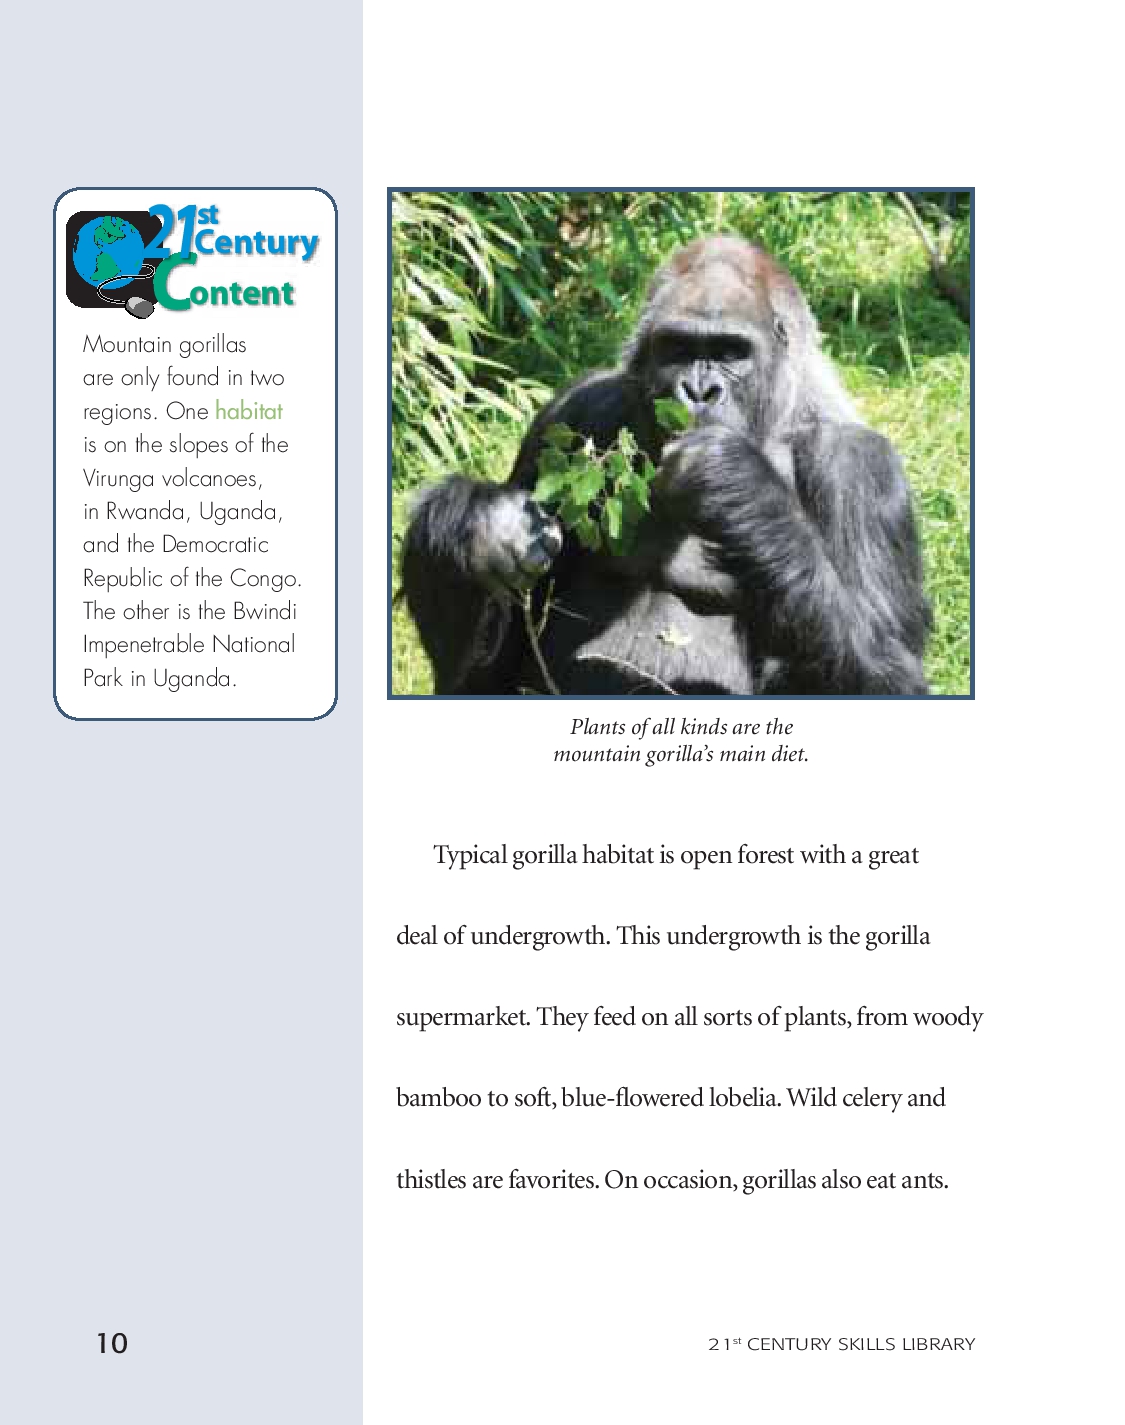 21st
Century
Content
Mountain gorillas
are only found in two
regions. One habitat
is on the slopes of the
Virunga volcanoes,
in Rwanda, Uganda,
and the Democratic
Republic of the Congo.
The other is the Bwindi
Impenetrable National
Park in Uganda.
Plants of all kinds are the
mountain gorilla’s main diet.
Typical gorilla habitat is open forest with a great
deal of undergrowth. This undergrowth is the gorilla
supermarket. They feed on all sorts of plants, from woody
bamboo to soft, blue-flowered lobelia. Wild celery and
thistles are favorites. On occasion, gorillas also eat ants.
10
21st CENTURY SKILLS LIBRARY